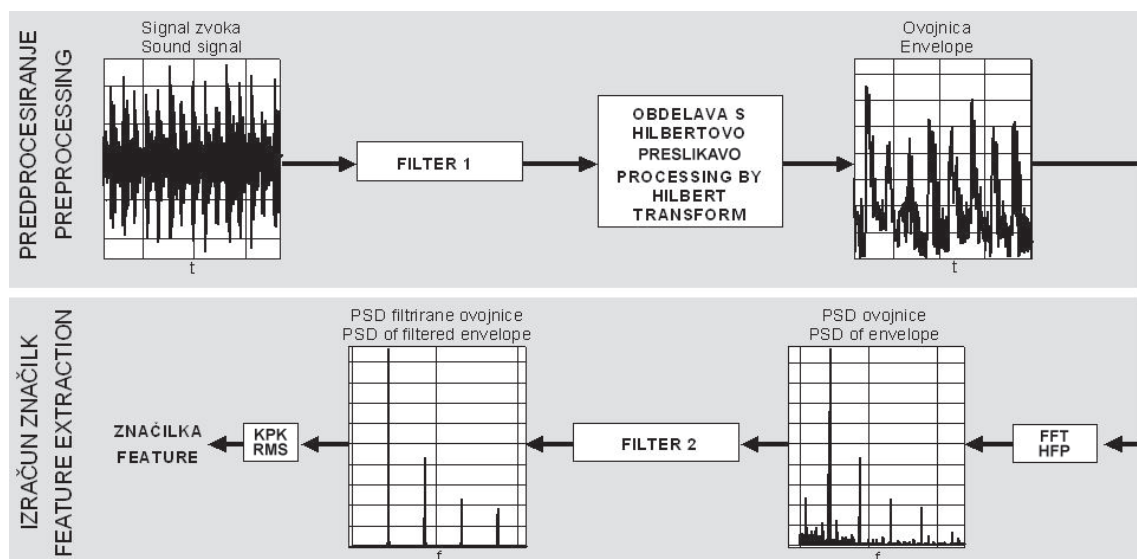 PREDPROCESIRANJE
PREPROCESSING
Signal zvoka
Sound signal
t
FILTER 1
OBDELAVA S
HILBERTOVO
PRESLIKAVO
PROCESSING BY
HILBERT
TRANSFORM
Ovojnica
Envelope
t
IZRAČUN ZNAČILK
FEATURE EXTRACTION
ZNAČILKA
FEATURE
KPK
RMS
PSD filtrirane ovojnice
PSD of filtered envelope
f
FILTER 2
PSD ovojnice
PSD of envelope
f
FFT
HFP